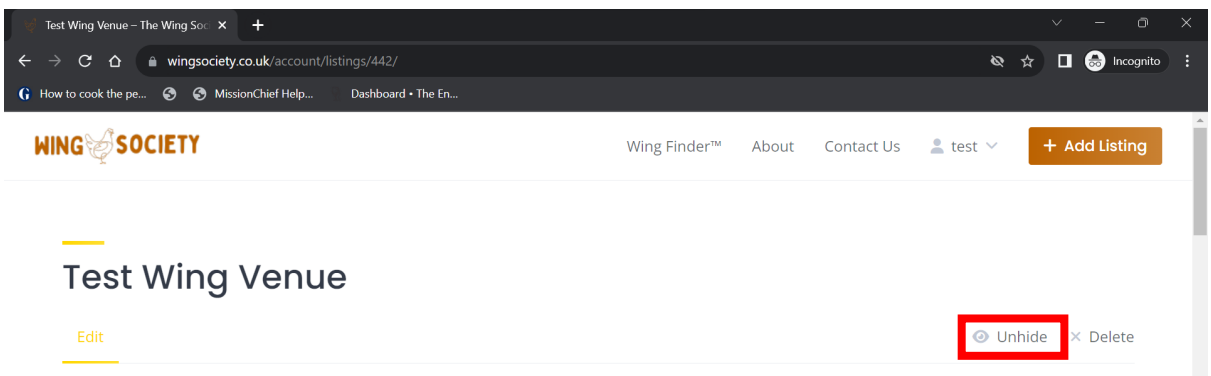 Test Wing Venue – The Wing Soc
wingsociety.co.uk/account/listings/442/
Incognito
How to cook the pe... MissionChief Help... Dashboard • The En...
WING SOCIETY
Wing Finder™ About Contact Us test + Add Listing
Test Wing Venue
Edit Unhide × Delete